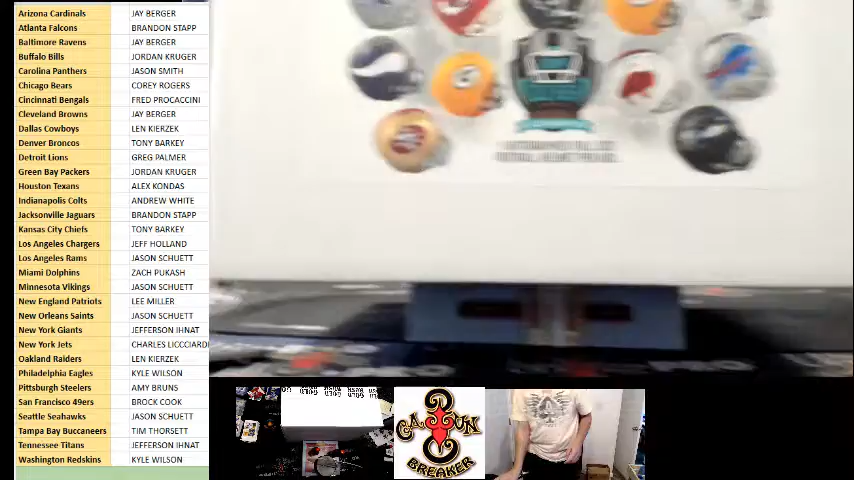 Arizona Cardinals JAY BERGER
Atlanta Falcons BRANDON STAPP
Baltimore Ravens JAY BERGER
Buffalo Bills JORDAN KRUGER
Carolina Panthers JASON SMITH
Chicago Bears COREY ROGERS
Cincinnati Bengals FRED PROCACCINI
Cleveland Browns JAY BERGER
Dallas Cowboys LEN KIERZEK
Denver Broncos TONY BARKEY
Detroit Lions GREG PALMER
Green Bay Packers JORDAN KRUGER
Houston Texans ALEX KONDAS
Indianapolis Colts ANDREW WHITE
Jacksonville Jaguars BRANDON STAPP
Kansas City Chiefs TONY BARKEY
Los Angeles Chargers JEFF HOLLAND
Los Angeles Rams JASON SCHUETT
Miami Dolphins ZACH PUKASH
Minnesota Vikings JASON SCHUETT
New England Patriots LEE MILLER
New Orleans Saints JASON SCHUETT
New York Giants JEFFERSON IHNAT
New York Jets CHARLES LICCCIARDI
Oakland Raiders LEN KIERZEK
Philadelphia Eagles KYLE WILSON
Pittsburgh Steelers AMY BRUNS
San Francisco 49ers BROCK COOK
Seattle Seahawks JASON SCHUETT
Tampa Bay Buccaneers TIM THORSETT
Tennessee Titans JEFFERSON IHNAT
Washington Redskins KYLE WILSON
CAJUN
BREAKER